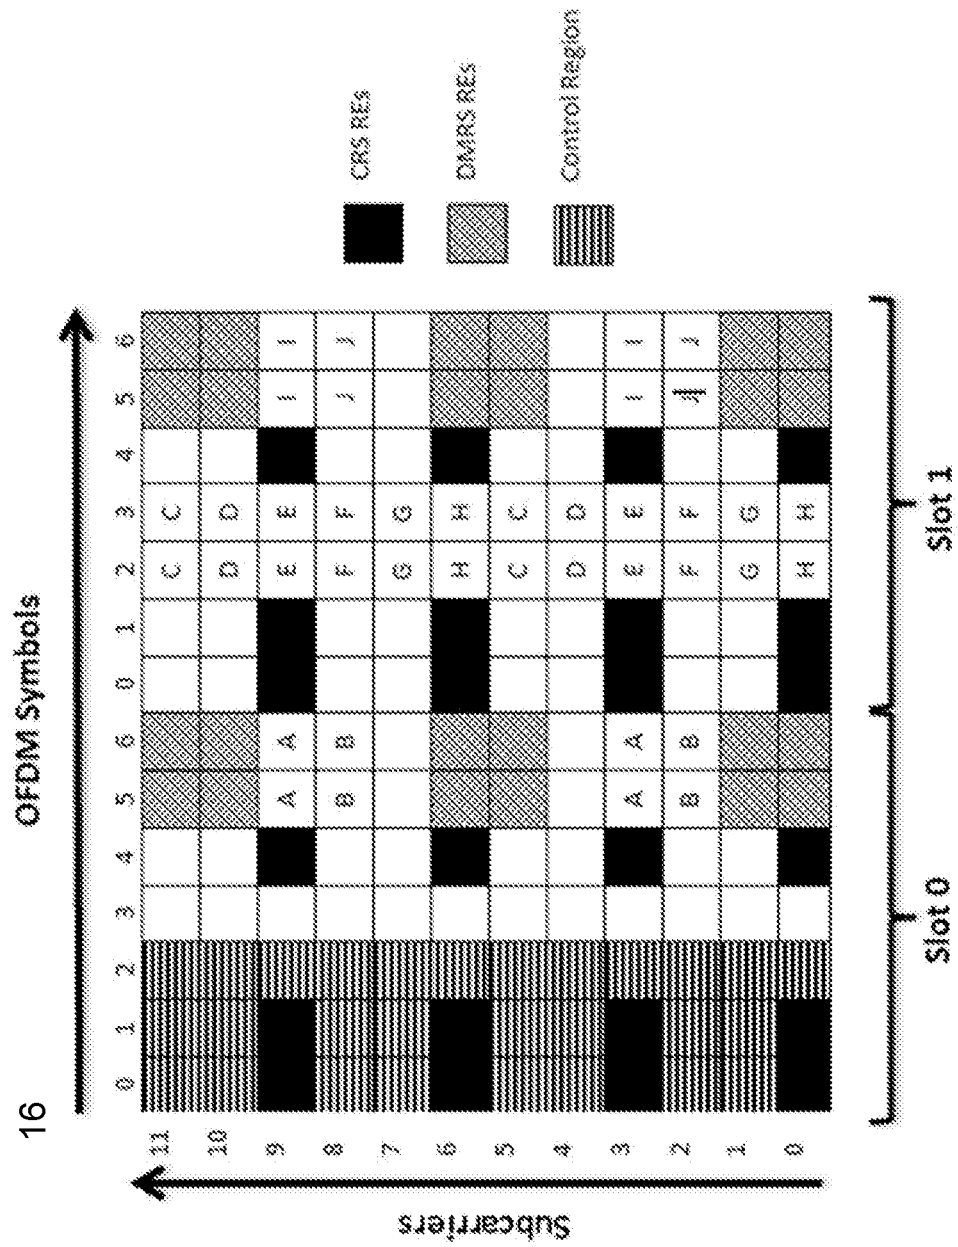 16
OFDM Symbols
0 1 2 3 4 5 6 0 1 2 3 4 5 6
11 C C
10 D D
9 A A E E I I
8 B B F F J J
7 G G
6 H H
5 C C
4 D D
3 A A E E I I
2 B B F F J J
1 G G
0 H H
Subcarriers
Slot 0
Slot 1
CRS REs
DMRS REs
Control Region